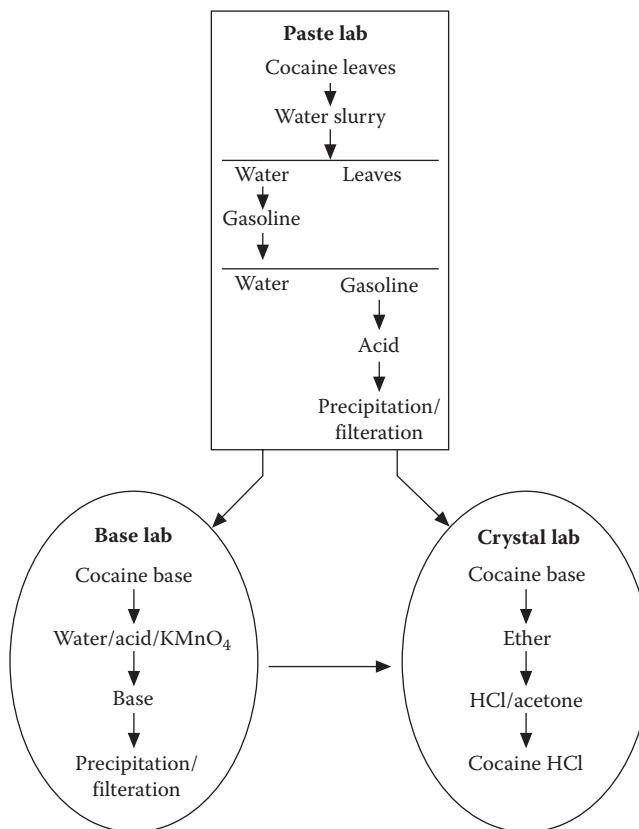 Paste lab
Cocaine leaves
Water slurry
Water
Leaves
Gasoline
Water
Gasoline
Acid
Precipitation/
filteration
Base lab
Cocaine base
Water/acid/KMnO₄
Base
Precipitation/
filteration
Crystal lab
Cocaine base
Ether
HCl/acetone
Cocaine HCl